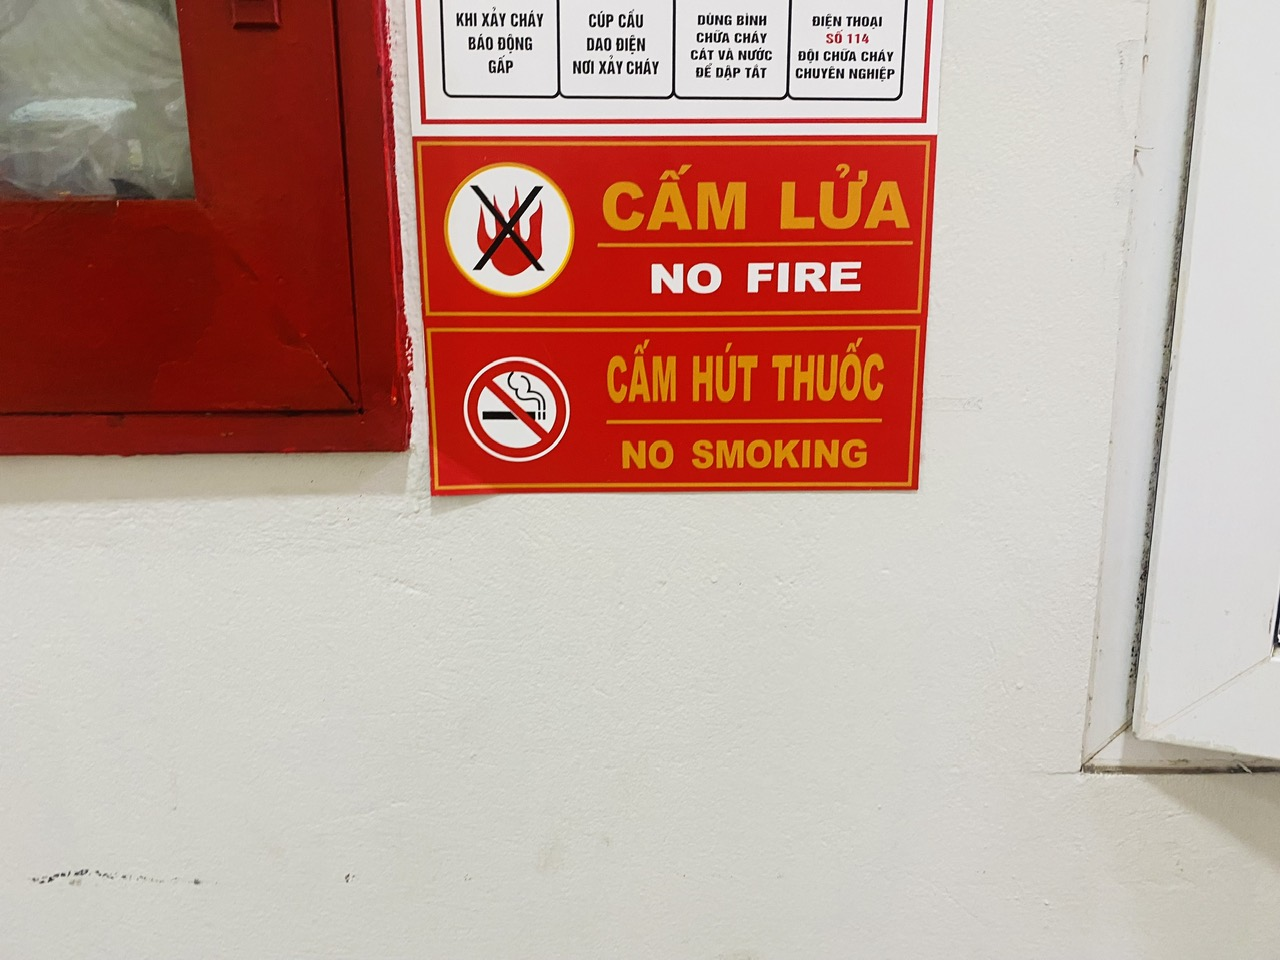 KHI XẢY CHÁY
BÁO ĐỘNG
GẤP
CÚP CẦU
DAO ĐIỆN
NƠI XẢY CHÁY
DÙNG BÌNH
CHỮA CHÁY
CÁT VÀ NƯỚC
ĐỂ DẬP TẮT
ĐIỆN THOẠI
SỐ 114
ĐỘI CHỮA CHÁY
CHUYÊN NGHIỆP
CẤM LỬA
NO FIRE
CẤM HÚT THUỐC
NO SMOKING